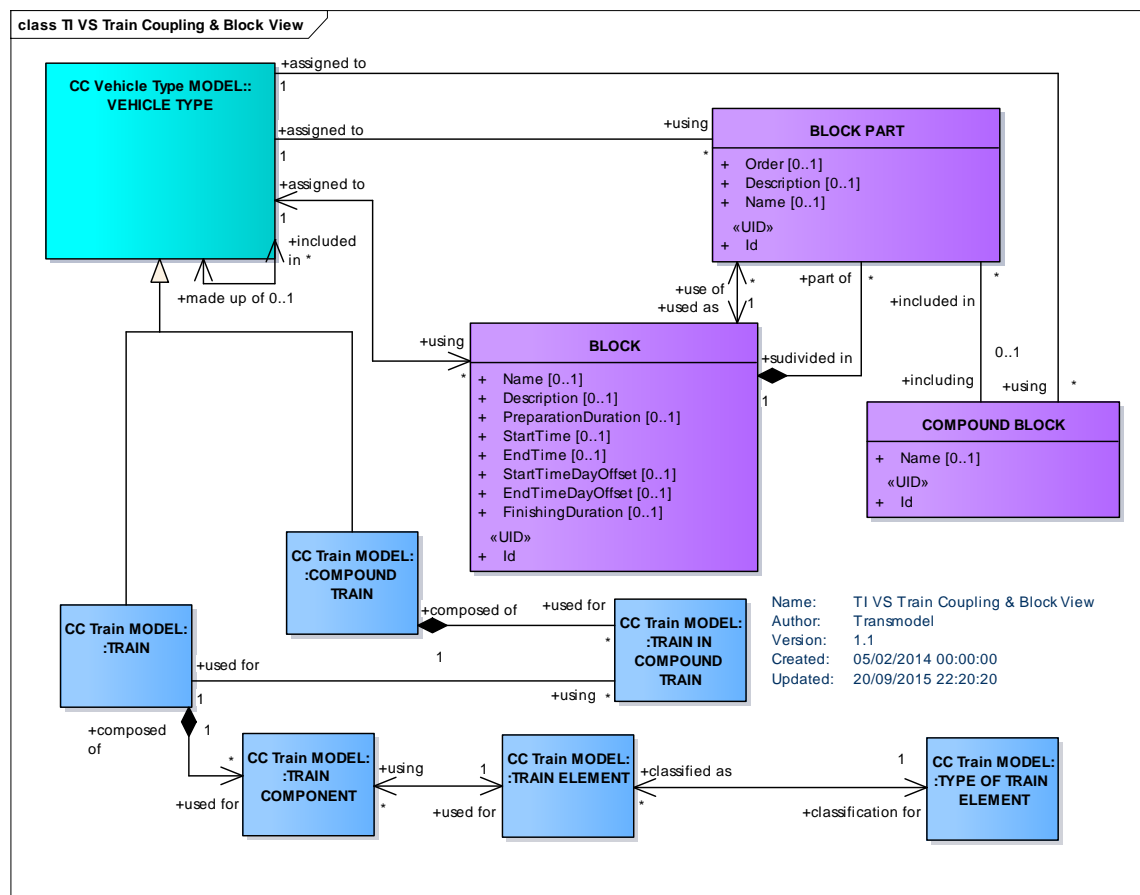 class TI VS Train Coupling & Block View
CC Vehicle Type MODEL::
VEHICLE TYPE
+assigned to
1
+assigned to
1
+using
*
+assigned to
1
+included
in *
+made up of 0..1
BLOCK PART
+ Order [0..1]
+ Description [0..1]
+ Name [0..1]
«UID»
+ Id
+use of
*
+used as
1
+part of
*
*
+included in
0..1
+including
+using
*
+using
*
+sudivided in
1
BLOCK
+ Name [0..1]
+ Description [0..1]
+ PreparationDuration [0..1]
+ StartTime [0..1]
+ EndTime [0..1]
+ StartTimeDayOffset [0..1]
+ EndTimeDayOffset [0..1]
+ FinishingDuration [0..1]
«UID»
+ Id
COMPOUND BLOCK
+ Name [0..1]
«UID»
+ Id
CC Train MODEL:
:COMPOUND
TRAIN
+composed of
1
+used for
*
CC Train MODEL:
:TRAIN
+used for
1
+using
*
CC Train MODEL:
:TRAIN IN
COMPOUND
TRAIN
Name: TI VS Train Coupling & Block View
Author: Transmodel
Version: 1.1
Created: 05/02/2014 00:00:00
Updated: 20/09/2015 22:20:20
+composed
of
1
*
+used for
CC Train MODEL:
:TRAIN
COMPONENT
+using
*
1
+used for
CC Train MODEL:
:TRAIN ELEMENT
+classified as
*
1
+classification for
CC Train MODEL:
:TYPE OF TRAIN
ELEMENT